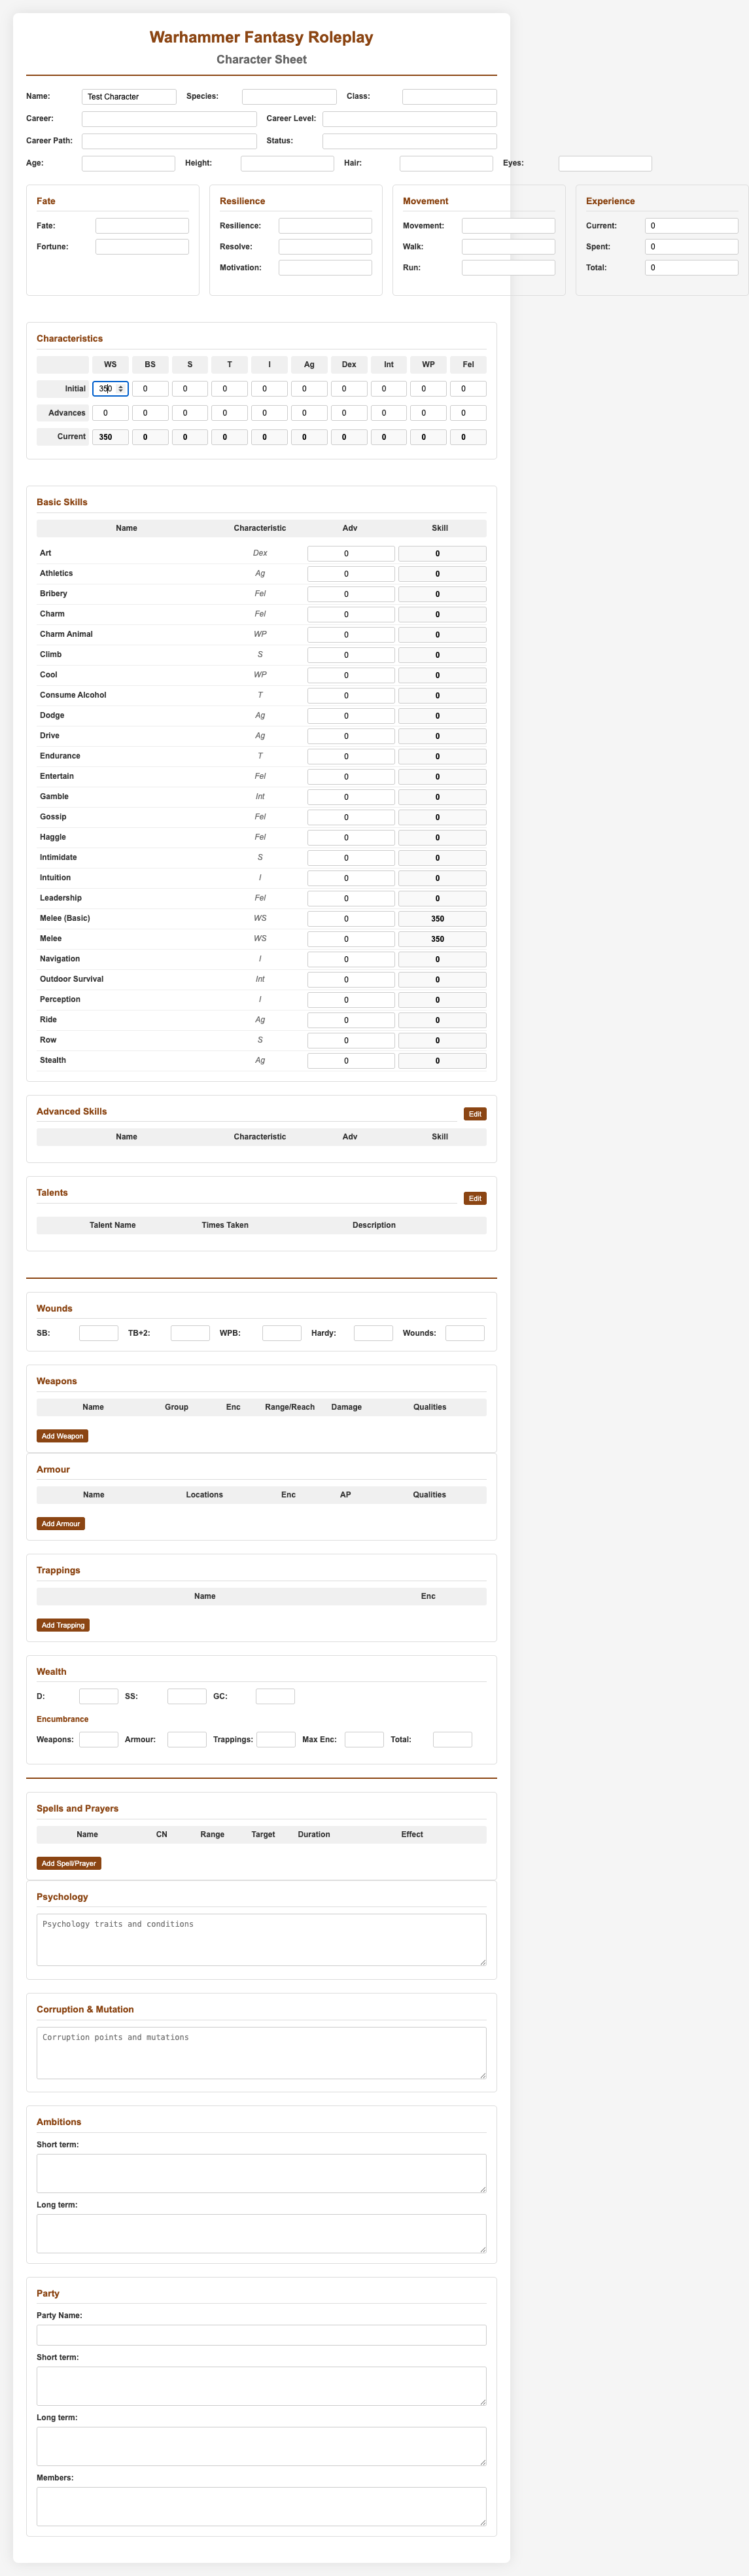 Warhammer Fantasy Roleplay
Character Sheet
Name: Test Character Species: Class:
Career: Career Level:
Career Path: Status:
Age: Height: Hair: Eyes:
Fate
Fate:
Fortune:
Resilience
Resilience:
Resolve:
Motivation:
Movement
Movement:
Walk:
Run:
Experience
Current: 0
Spent: 0
Total: 0
Characteristics
WS BS S T I Ag Dex Int WP Fel
Initial 350 0 0 0 0 0 0 0 0 0
Advances 0 0 0 0 0 0 0 0 0 0
Current 350 0 0 0 0 0 0 0 0 0
Basic Skills
Name Characteristic Adv Skill
Art Dex 0 0
Athletics Ag 0 0
Bribery Fel 0 0
Charm Fel 0 0
Charm Animal WP 0 0
Climb S 0 0
Cool WP 0 0
Consume Alcohol T 0 0
Dodge Ag 0 0
Drive Ag 0 0
Endurance T 0 0
Entertain Fel 0 0
Gamble Int 0 0
Gossip Fel 0 0
Haggle Fel 0 0
Intimidate S 0 0
Intuition I 0 0
Leadership Fel 0 0
Melee (Basic) WS 0 350
Melee WS 0 350
Navigation I 0 0
Outdoor Survival Int 0 0
Perception I 0 0
Ride Ag 0 0
Row S 0 0
Stealth Ag 0 0
Advanced Skills Edit
Name Characteristic Adv Skill
Talents Edit
Talent Name Times Taken Description
Wounds
SB: TB+2: WPB: Hardy: Wounds:
Weapons
Name Group Enc Range/Reach Damage Qualities
Add Weapon
Armour
Name Locations Enc AP Qualities
Add Armour
Trappings
Name Enc
Add Trapping
Wealth
D: SS: GC:
Encumbrance
Weapons: Armour: Trappings: Max Enc: Total:
Spells and Prayers
Name CN Range Target Duration Effect
Add Spell/Prayer
Psychology
Psychology traits and conditions
Corruption & Mutation
Corruption points and mutations
Ambitions
Short term:
Long term:
Party
Party Name:
Short term:
Long term:
Members: